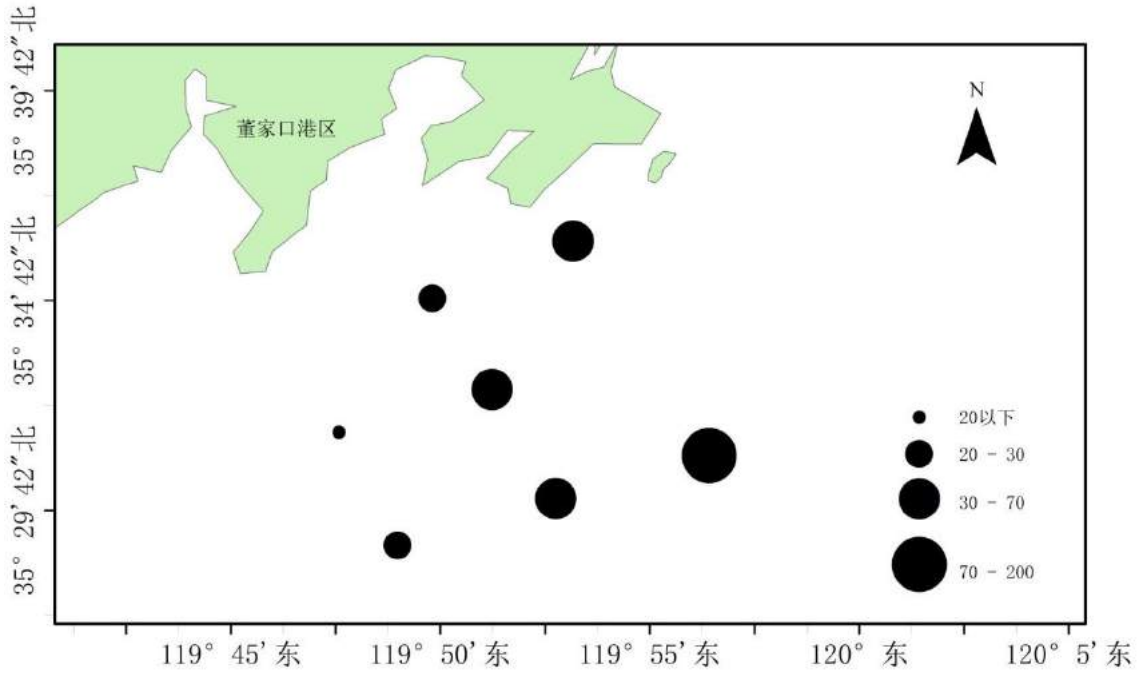 35° 39′ 42″北
N
董家口港区
35° 34′ 42″北
20以下
20 - 30
35° 29′ 42″北
30 - 70
70 - 200
119° 45′东
119° 50′东
119° 55′东
120° 东
120° 5′东